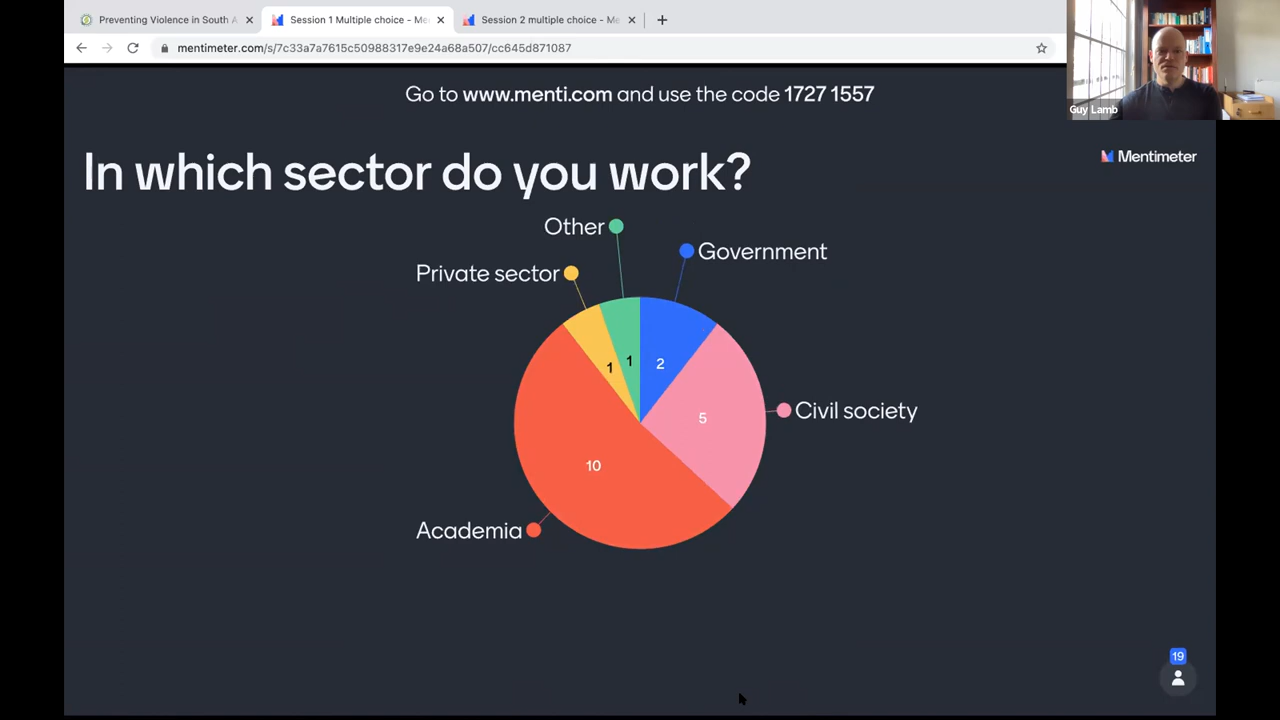 Preventing Violence in South A
Session 1 Multiple choice - Me
Session 2 multiple choice - Me
mentimeter.com/s/7c33a7a7615c50988317e9e24a68a507/cc645d871087
Guy Lamb
Go to www.menti.com and use the code 1727 1557
Mentimeter
In which sector do you work?
Other
Government
Private sector
1
1
2
Civil society
5
10
Academia
19